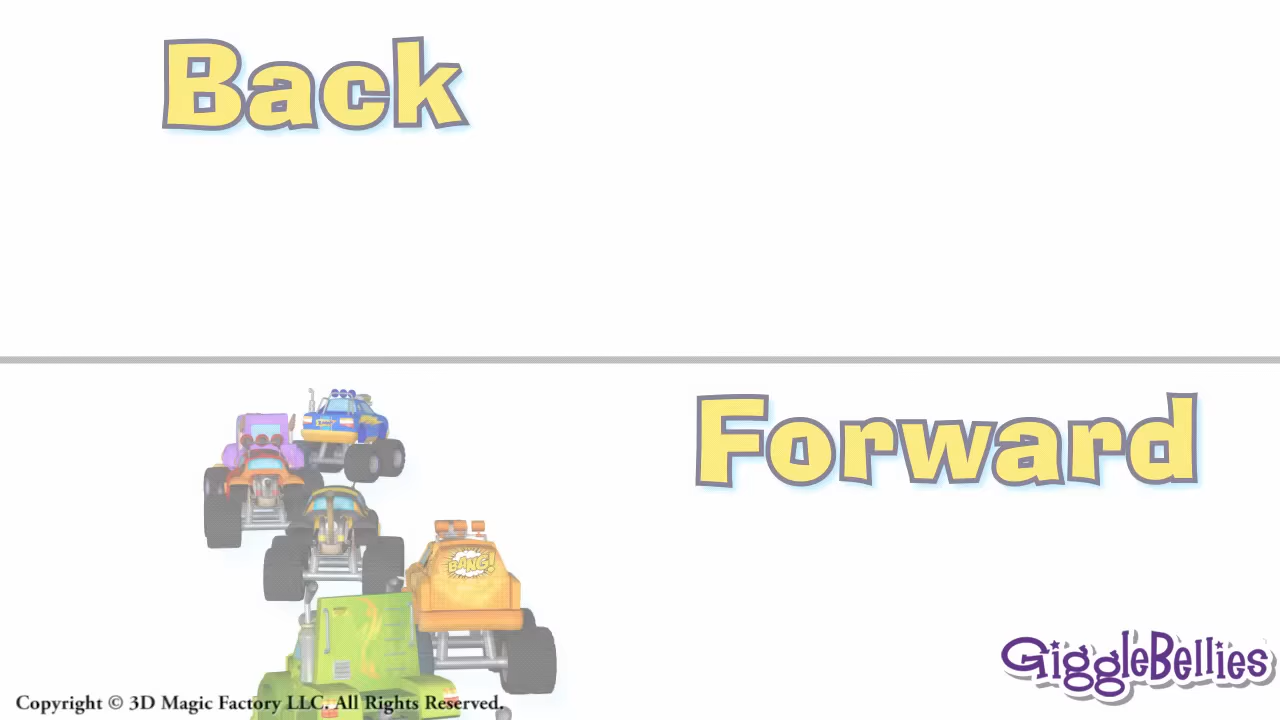 Back
Forward
BANG!
GiggleBellies
Copyright © 3D Magic Factory LLC. All Rights Reserved.